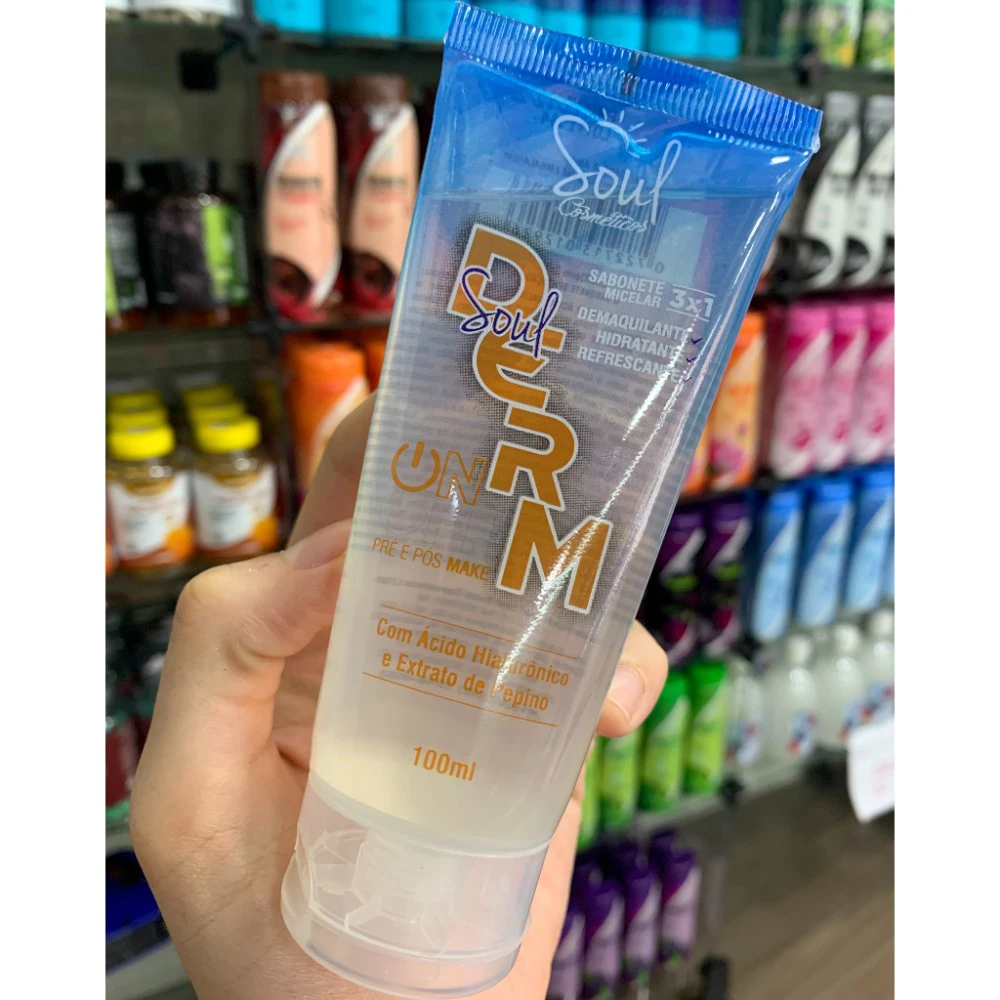 Soul
Cosméticos
SABONETE
MICELAR 3x1
DEMAQUILANTE
HIDRATANTE
REFRESCANTE
DERM
Soul
ON
PRÉ E PÓS MAKE
Com Ácido Hialurônico
e Extrato de Pepino
100ml